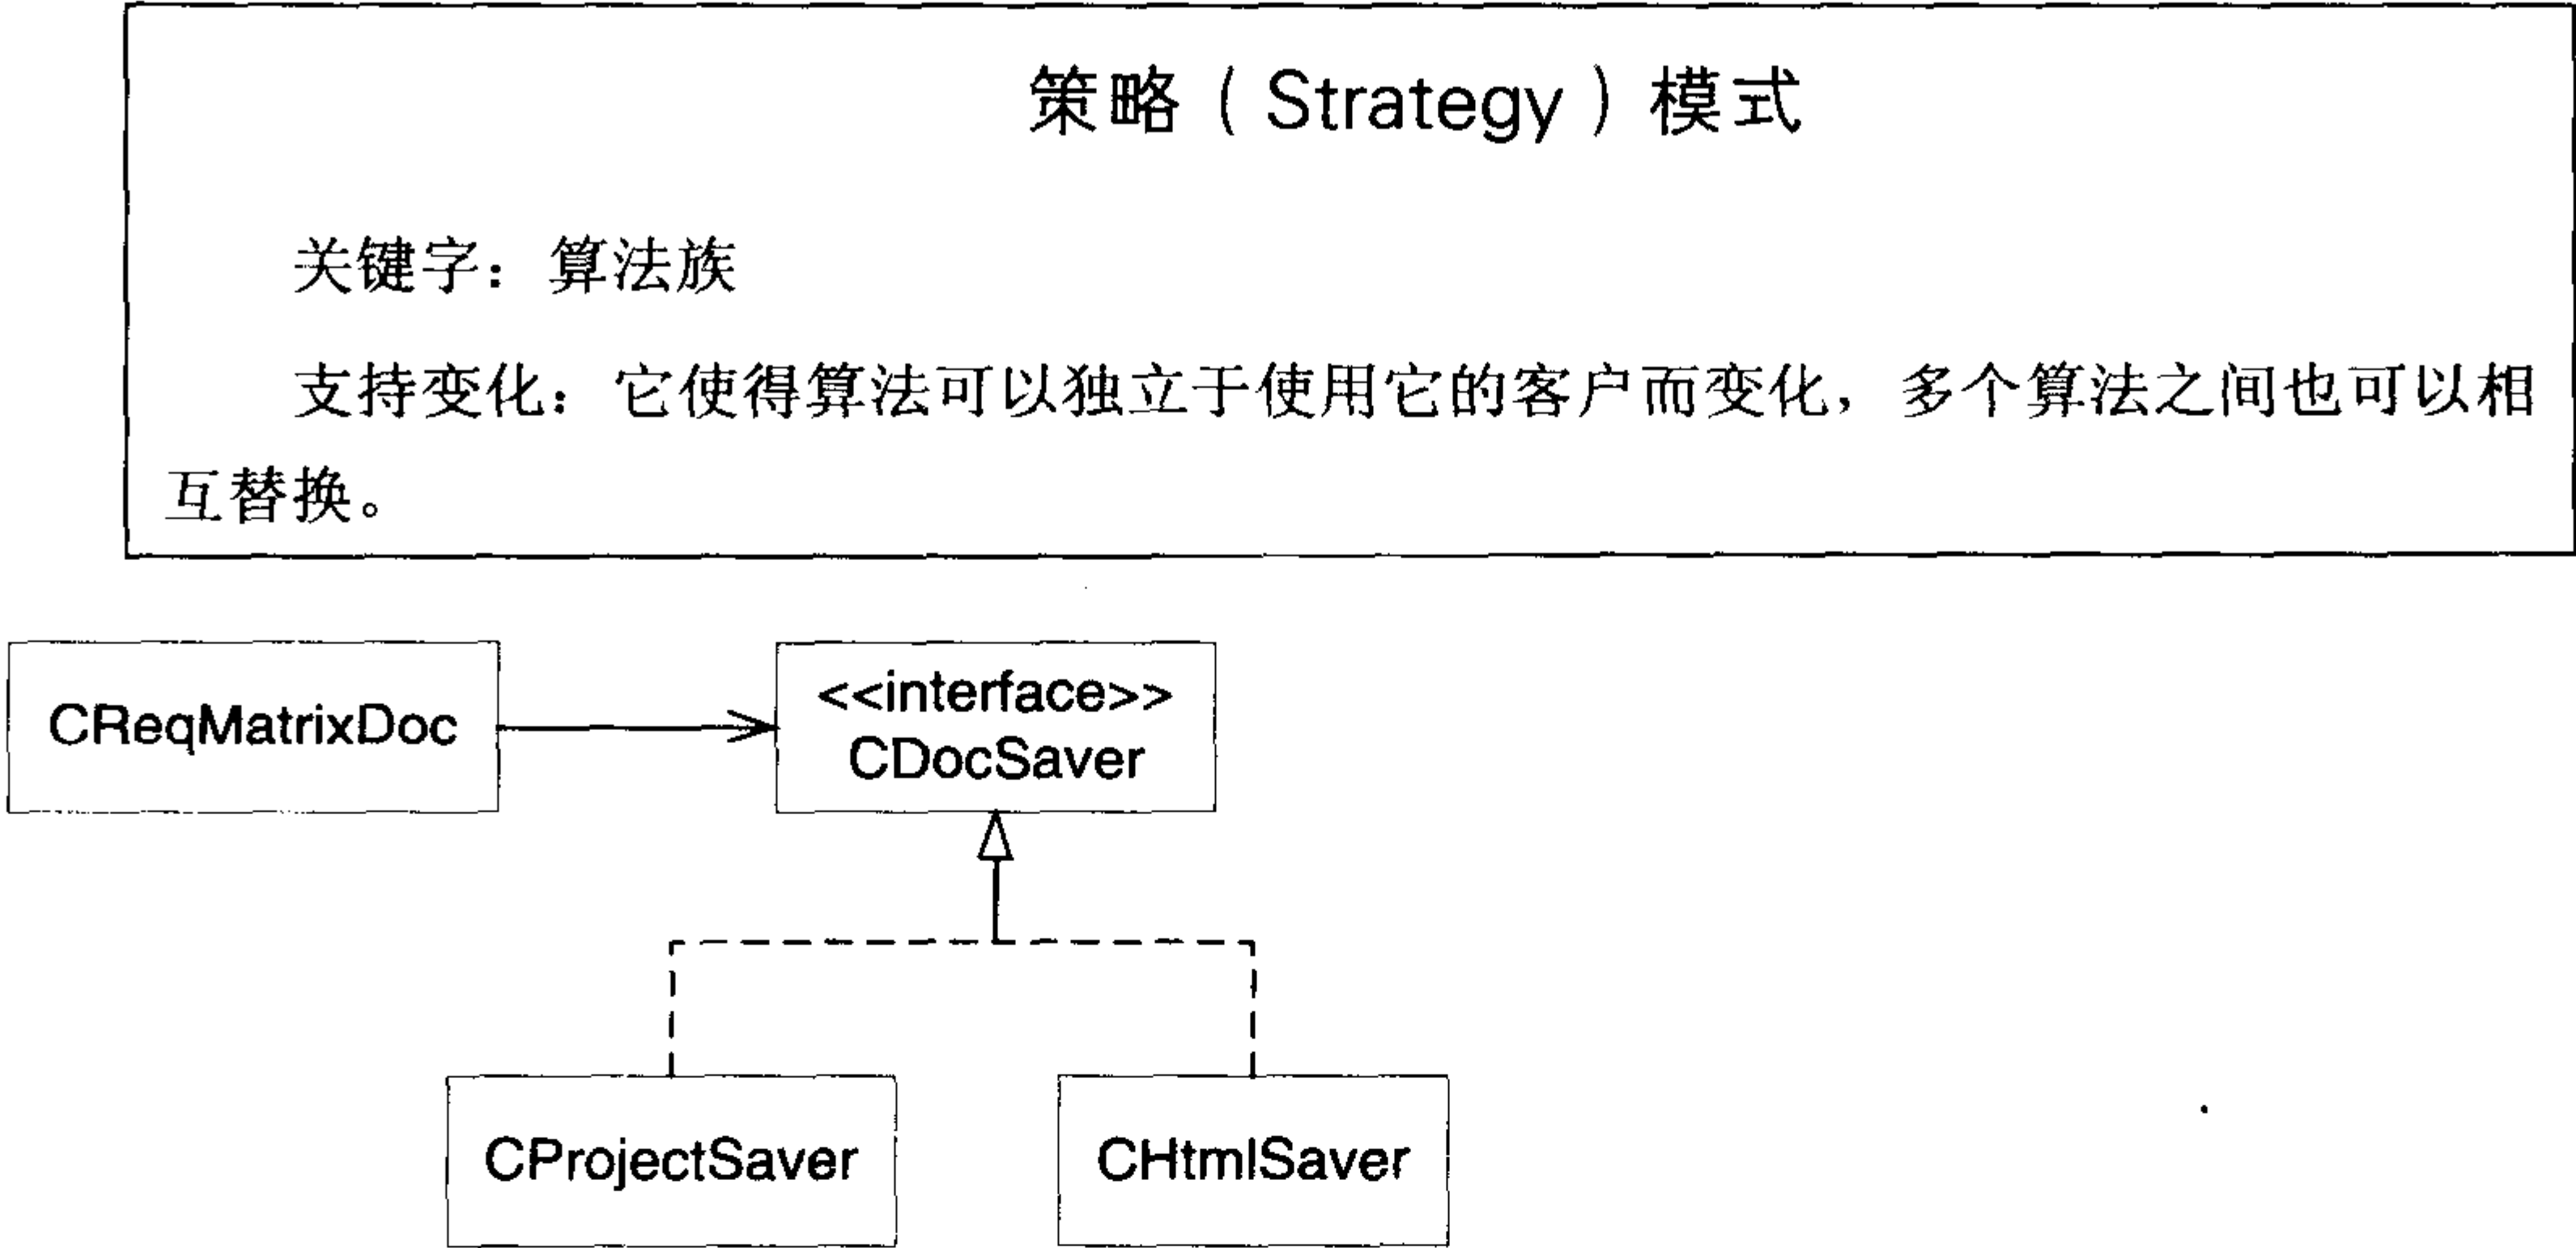 策略（Strategy）模式
关键字：算法族
支持变化：它使得算法可以独立于使用它的客户而变化，多个算法之间也可以相
互替换。
CReqMatrixDoc
<<interface>>
CDocSaver
CProjectSaver
CHtmlSaver